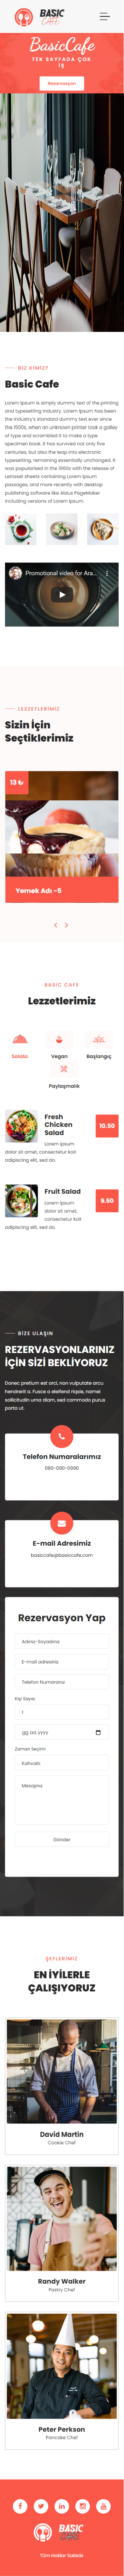 BASIC
CAFE
BasicCafe
TEK SAYFADA ÇOK
İŞ
Rezervasyon
BİZ KİMİZ?
Basic Cafe
Lorem Ipsum is simply dummy text of the printing
and typesetting industry. Lorem Ipsum has been
the industry's standard dummy text ever since
the 1500s, when an unknown printer took a galley
of type and scrambled it to make a type
specimen book. It has survived not only five
centuries, but also the leap into electronic
typesetting, remaining essentially unchanged. It
was popularised in the 1960s with the release of
Letraset sheets containing Lorem Ipsum
passages, and more recently with desktop
publishing software like Aldus PageMaker
including versions of Lorem Ipsum.
Promotional video for Ara...
LEZZETLERİMİZ
Sizin İçin
Seçtiklerimiz
13 ₺
Yemek Adı -5
BASIC CAFE
Lezzetlerimiz
Salata
Vegan
Başlangıç
Paylaşmalık
Fresh
Chicken
Salad
10.50
Lorem ipsum
dolor sit amet, consectetur koit
adipiscing elit, sed do.
Fruit Salad
9.50
Lorem ipsum
dolor sit amet,
consectetur koit
adipiscing elit, sed do.
BİZE ULAŞIN
REZERVASYONLARINIZ
İÇİN SİZİ BEKLİYORUZ
Donec pretium est orci, non vulputate arcu
hendrerit a. Fusce a eleifend riqsie, namei
sollicitudin urna diam, sed commodo purus
porta ut.
Telefon Numaralarımız
080-090-0990
E-mail Adresimiz
basiccafe@basiccafe.com
Rezervasyon Yap
Adınız-Soyadınız
E-mail adresiniz
Telefon Numaranız
Kişi Sayısı
1
gg.aa.yyyy
Zaman Seçimi
Kahvaltı
Mesajınız
Gönder
ŞEFLERİMİZ
EN İYİLERLE
ÇALIŞIYORUZ
David Martin
Cookie Chef
Randy Walker
Pastry Chef
Peter Perkson
Pancake Chef
BASIC
CAFE
Tüm Haklar Saklıdır